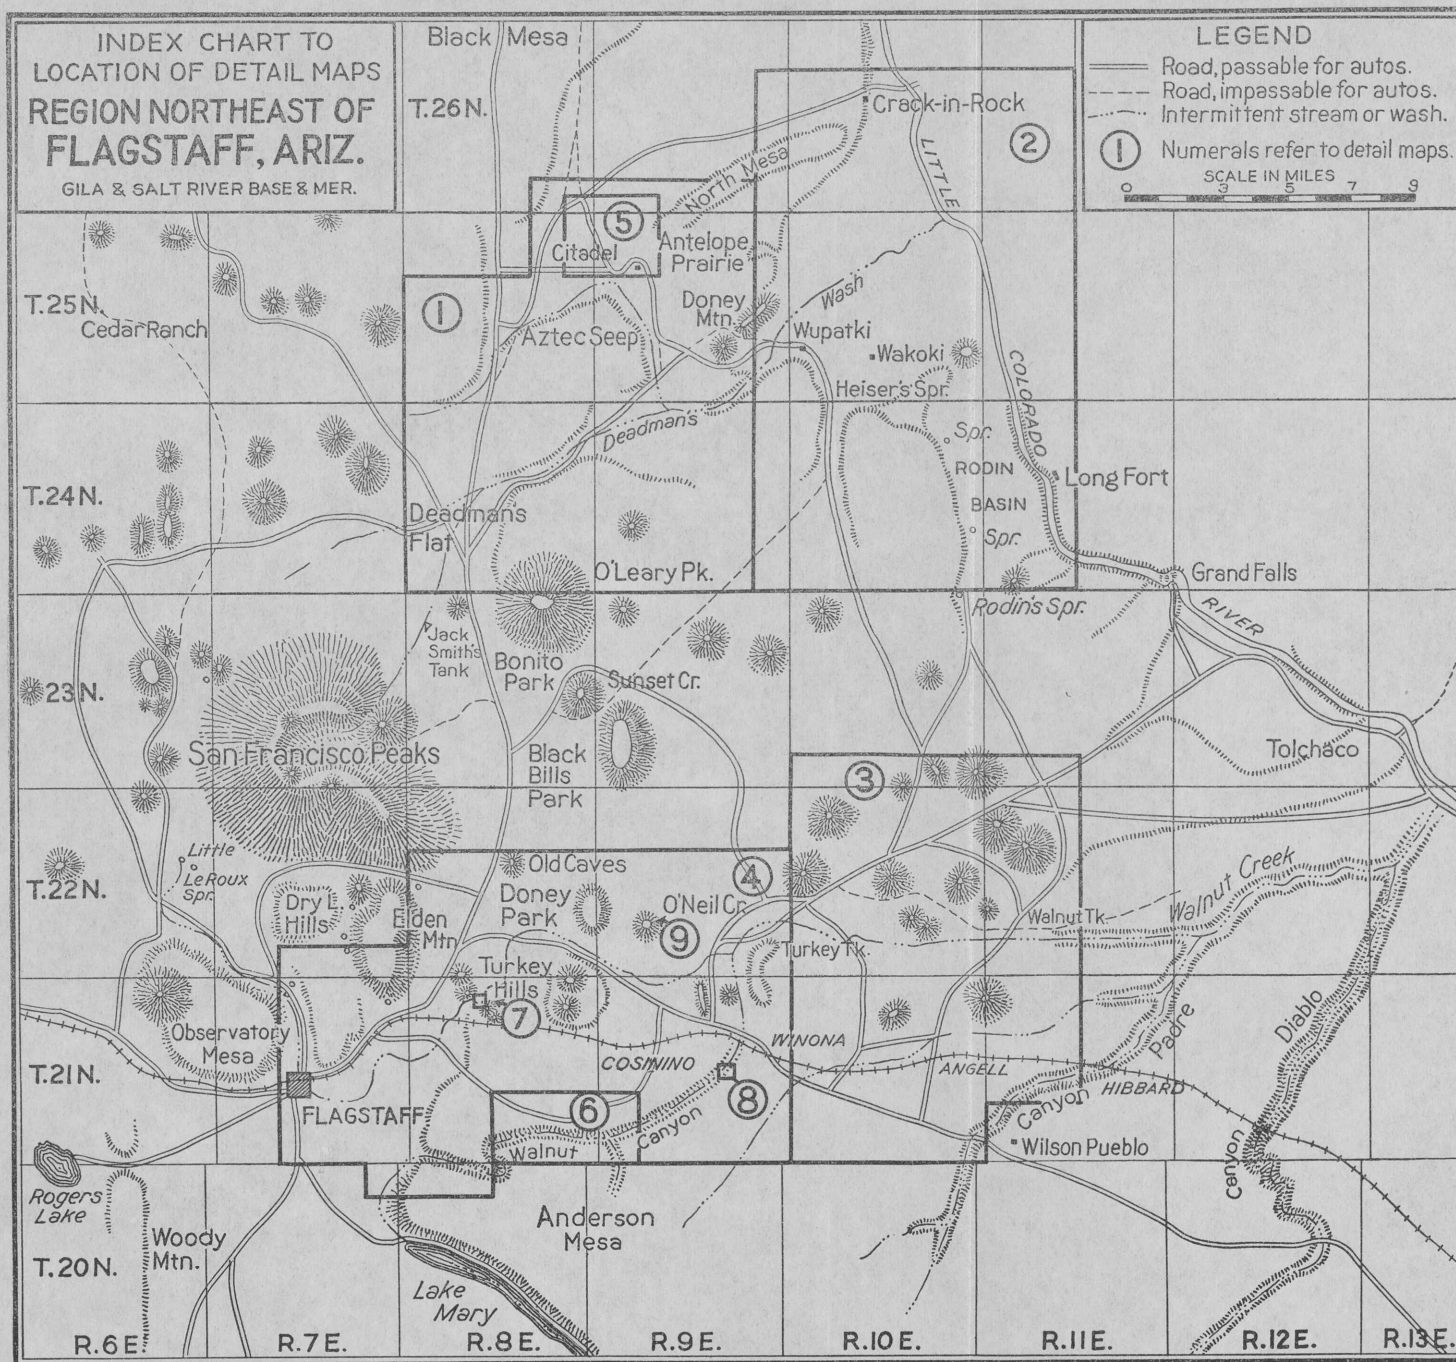 INDEX CHART TO
LOCATION OF DETAIL MAPS
REGION NORTHEAST OF
FLAGSTAFF, ARIZ.
GILA & SALT RIVER BASE & MER.
LEGEND
Road, passable for autos.
Road, impassable for autos.
Intermittent stream or wash.
1 Numerals refer to detail maps.
SCALE IN MILES
0 3 5 7 9
Black Mesa
T.26N.
Crack-in-Rock
2
LITTLE
North Mesa
5
Citadel
Antelope
Prairie
T.25N.
Cedar Ranch
1
Aztec Seep
Doney
Mtn.
Wash
Wupatki
Wakoki
Heiser's Spr.
COLORADO
Deadman's
Spr.
RODIN
BASIN
Spr.
Long Fort
T.24N.
Deadman's
Flat
O'Leary Pk.
Grand Falls
Rodin's Spr.
RIVER
Jack
Smith's
Tank
Bonito
Park
Sunset Cr.
23N.
San Francisco Peaks
Black
Bills
Park
3
Tolchaco
Little
LeRoux
Spr.
T.22N.
Dry L.
Hills
Elden
Mtn
Old Caves
Doney
Park
4
O'Neil Cr.
9
Turkey Tk.
Walnut Tk.
Walnut Creek
Turkey
Hills
7
Observatory
Mesa
T.21N.
COSNINO
WINONA
ANGELL
HIBBARD
Padre
Canyon
Diablo
Canyon
FLAGSTAFF
6
8
Walnut
Canyon
Wilson Pueblo
Rogers
Lake
Woody
Mtn.
T.20N.
Anderson
Mesa
Lake
Mary
R.6E.
R.7E.
R.8E.
R.9E.
R.10E.
R.11E.
R.12E.
R.13E.